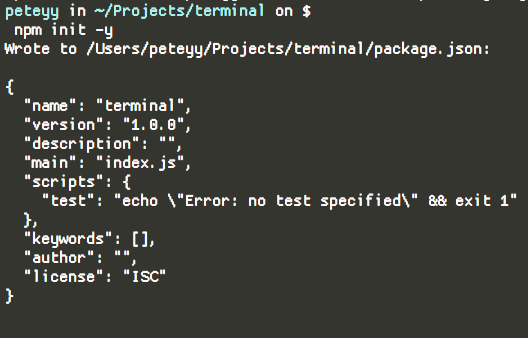 peteyy in ~/Projects/terminal on $
 npm init -y
Wrote to /Users/peteyy/Projects/terminal/package.json:

{
  "name": "terminal",
  "version": "1.0.0",
  "description": "",
  "main": "index.js",
  "scripts": {
    "test": "echo \"Error: no test specified\" && exit 1"
  },
  "keywords": [],
  "author": "",
  "license": "ISC"
}